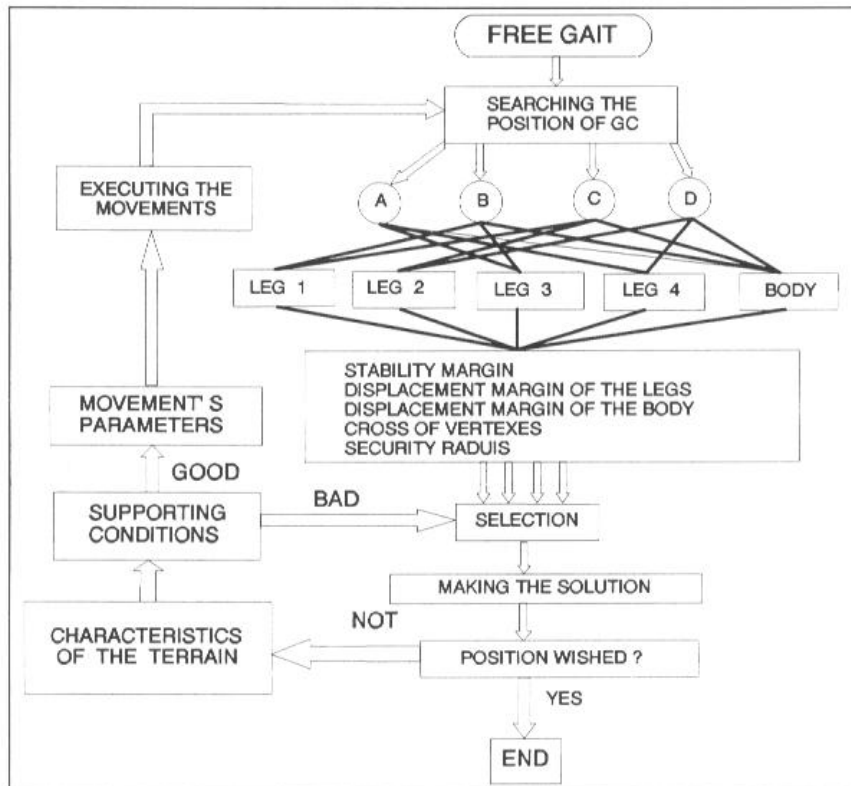 FREE GAIT
SEARCHING THE
POSITION OF GC
EXECUTING THE
MOVEMENTS
A
B
C
D
LEG 1
LEG 2
LEG 3
LEG 4
BODY
STABILITY MARGIN
DISPLACEMENT MARGIN OF THE LEGS
DISPLACEMENT MARGIN OF THE BODY
CROSS OF VERTEXES
SECURITY RADUIS
MOVEMENT'S
PARAMETERS
GOOD
BAD
SUPPORTING
CONDITIONS
SELECTION
MAKING THE SOLUTION
NOT
CHARACTERISTICS
OF THE TERRAIN
POSITION WISHED ?
YES
END